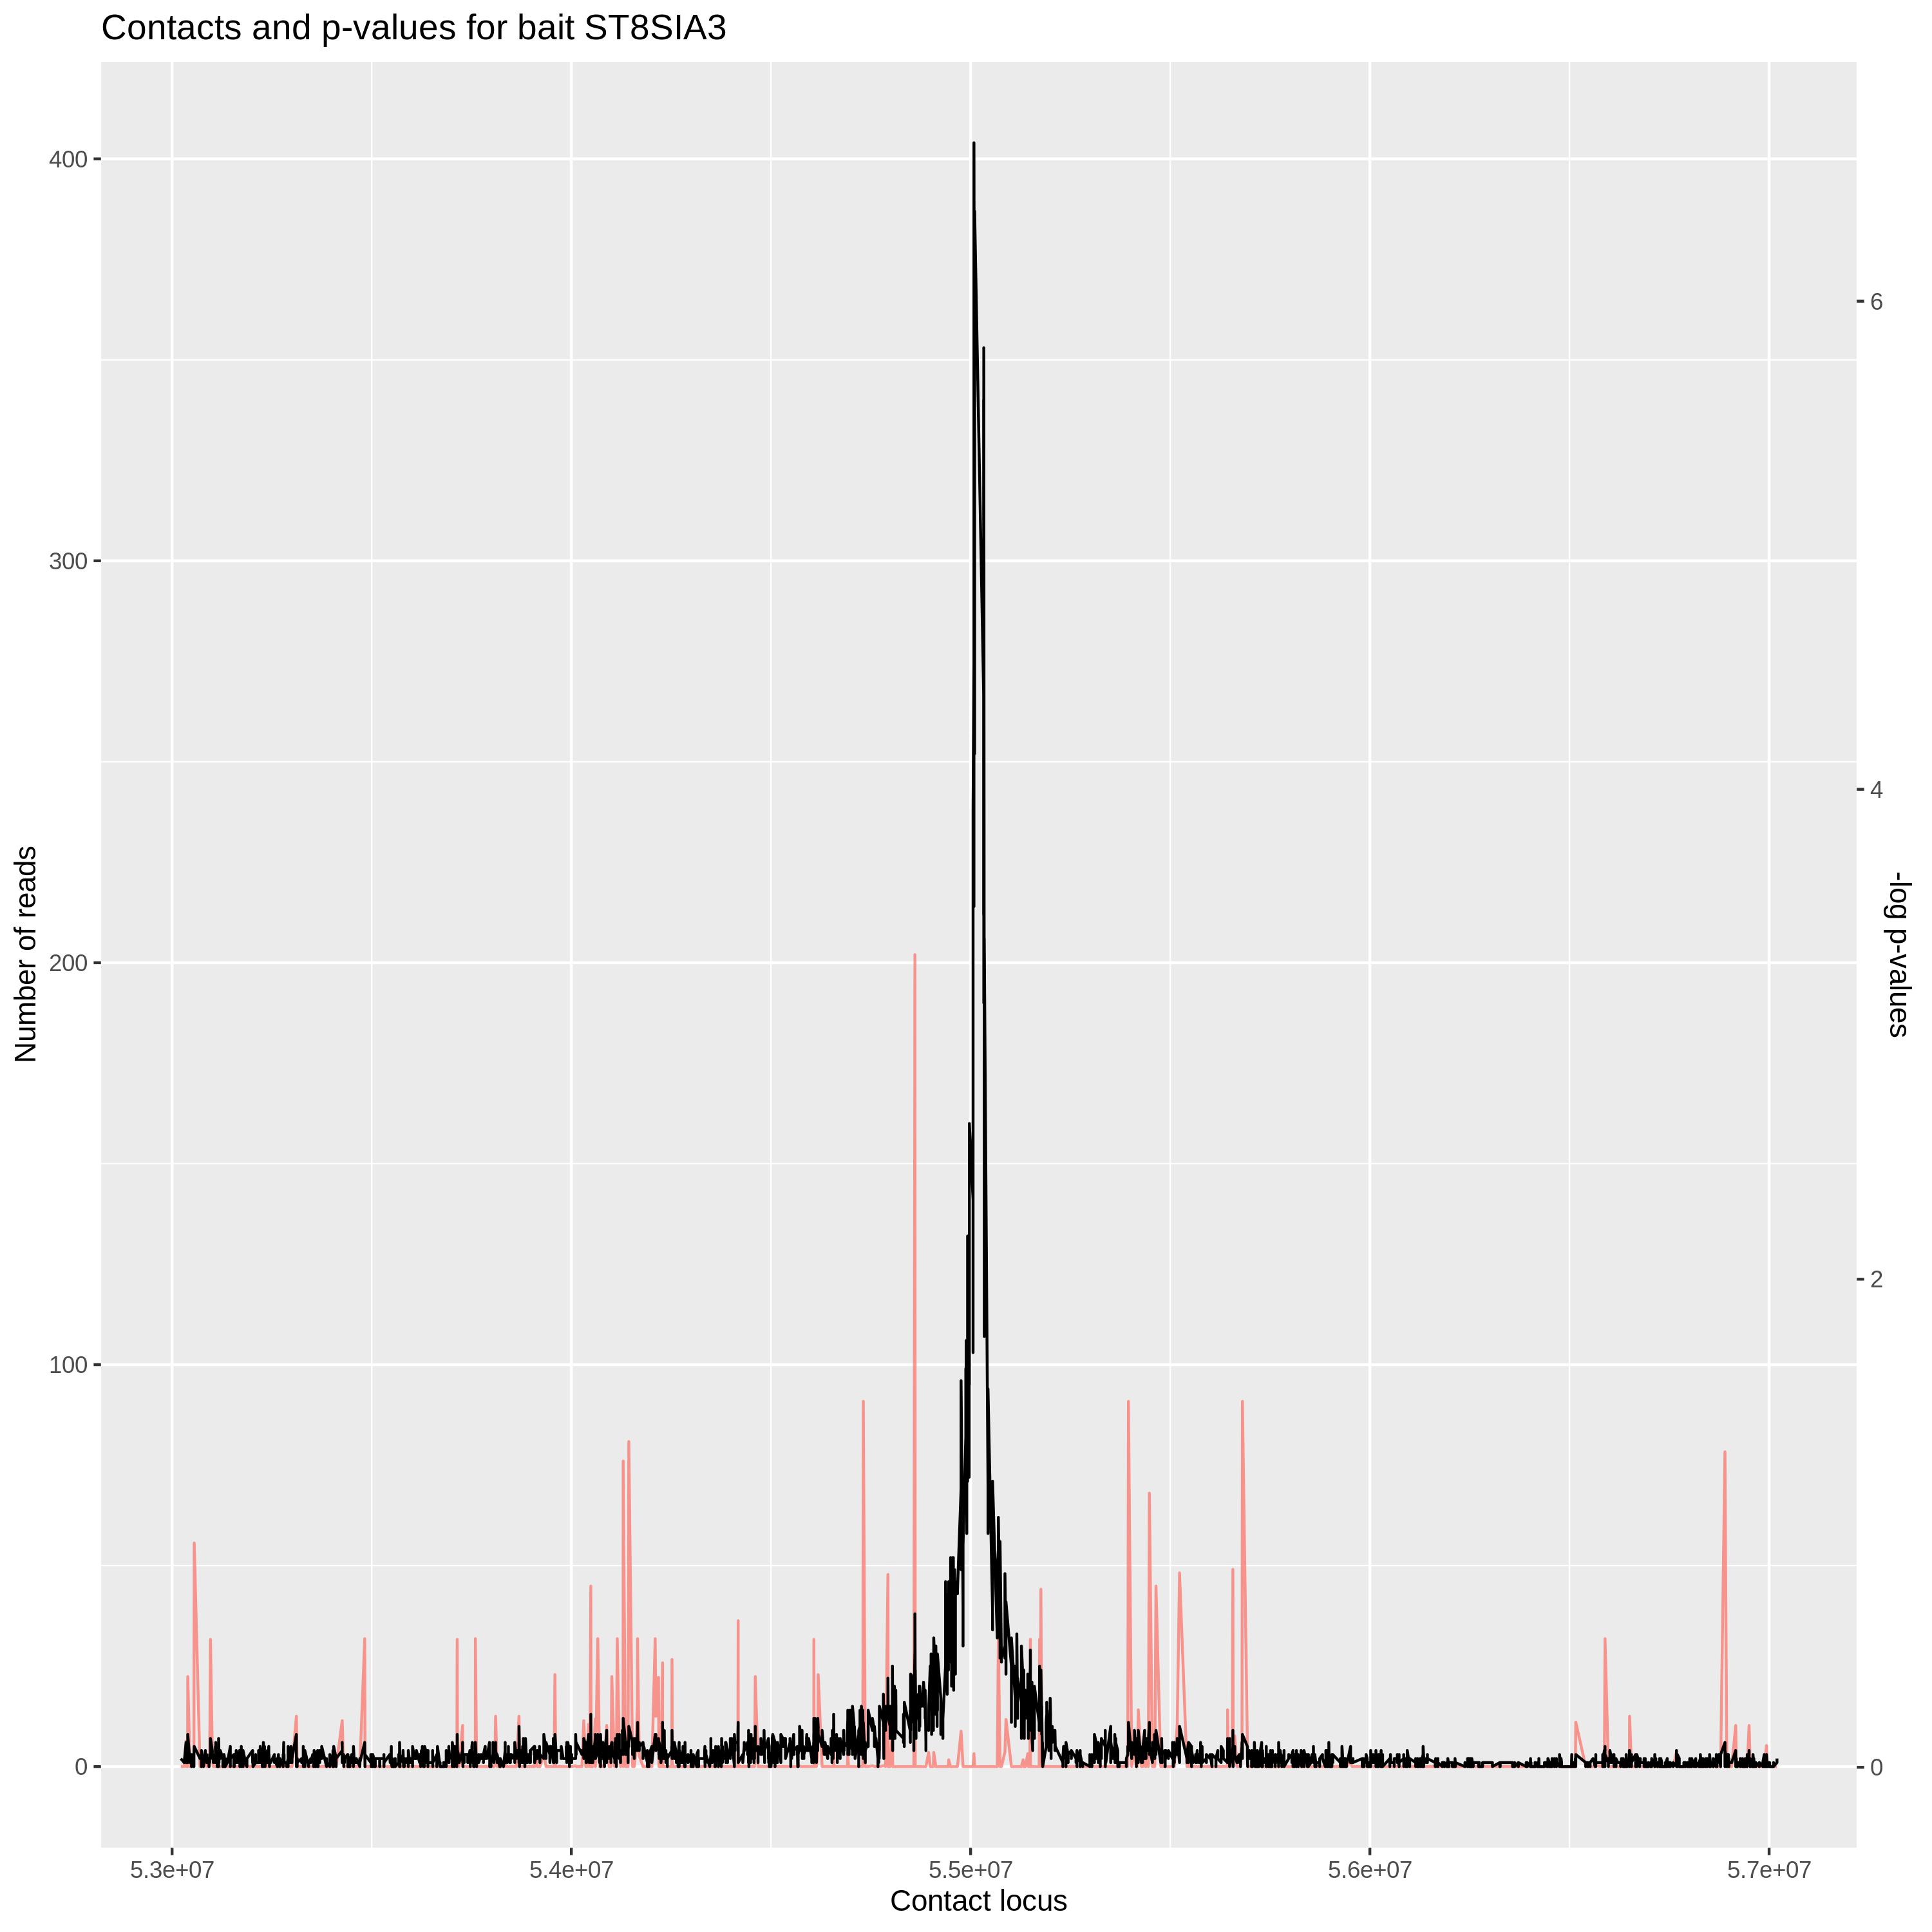 Contacts and p-values for bait ST8SIA3
400
300
200
100
0
Number of reads
6
4
2
0
-log p-values
5.3e+07
5.4e+07
5.5e+07
5.6e+07
5.7e+07
Contact locus